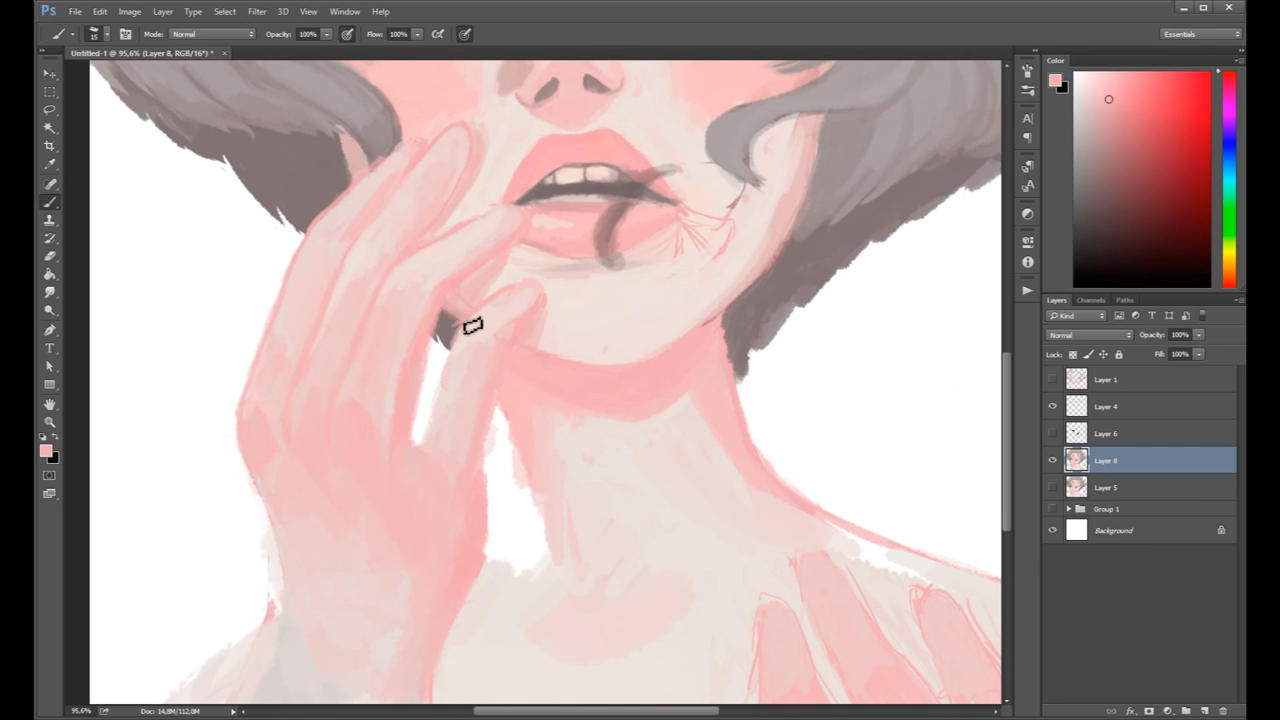 Ps File Edit Image Layer Type Select Filter 3D View Window Help
15 Mode: Normal Opacity: 100% Flow: 100% Essentials
Untitled-1 @ 95,6% (Layer 8, RGB/16*) * ×
Color
Layers Channels Paths
Kind
Normal Opacity: 100%
Lock: Fill: 100%
Layer 1
Layer 4
Layer 6
Layer 8
Layer 5
Group 1
Background
95,6% Doc: 14,8M/112,0M